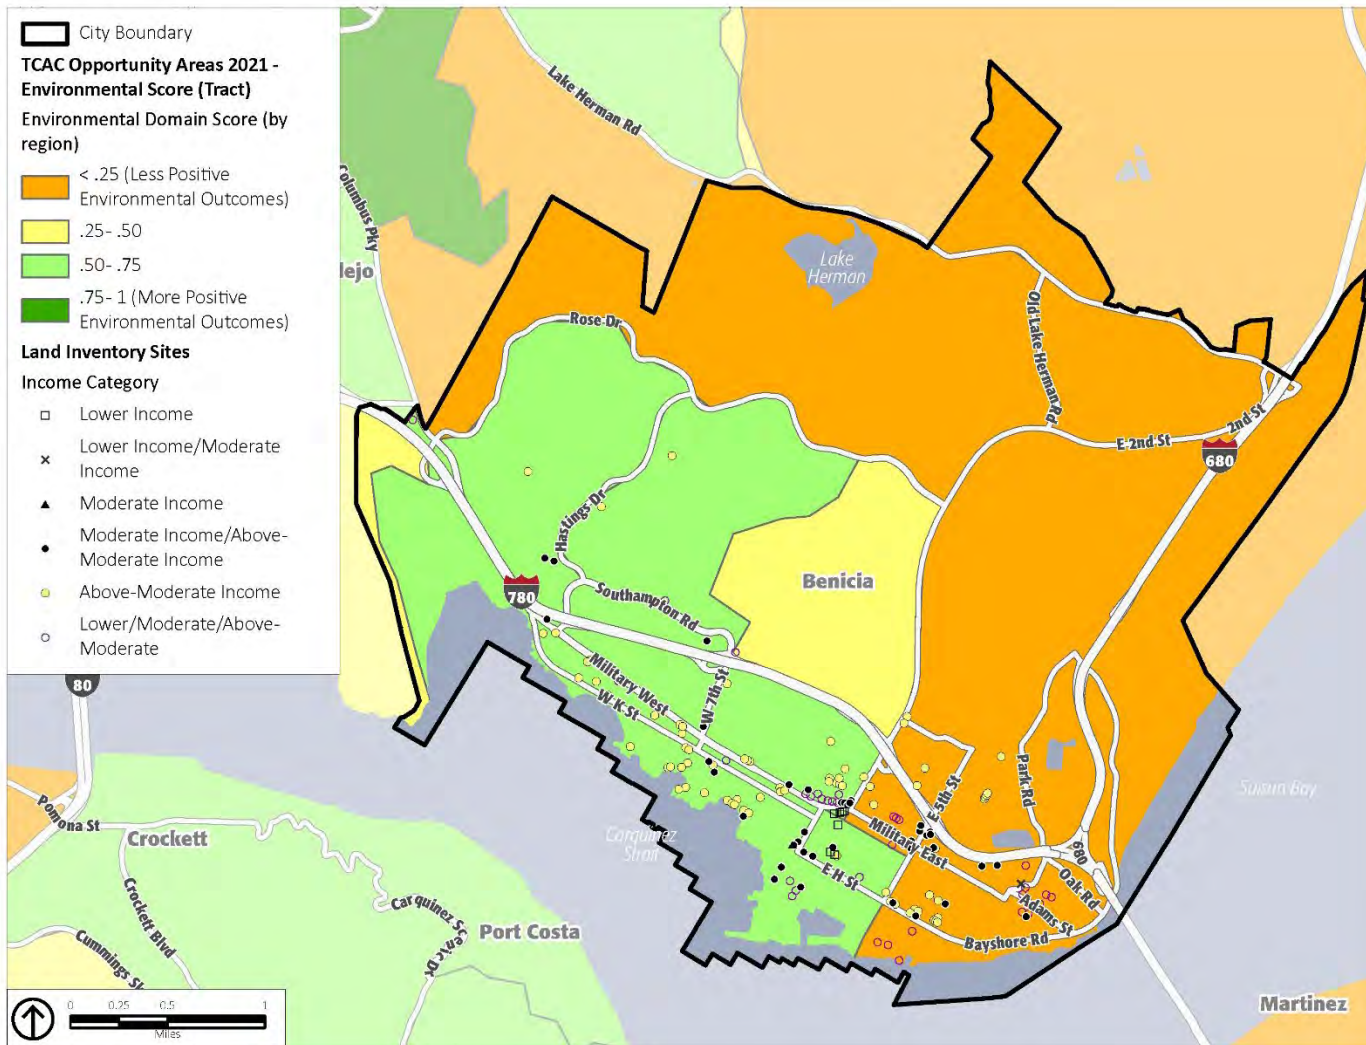 City Boundary
TCAC Opportunity Areas 2021 -
Environmental Score (Tract)
Environmental Domain Score (by
region)
< .25 (Less Positive
Environmental Outcomes)
.25- .50
.50- .75
.75- 1 (More Positive
Environmental Outcomes)
Land Inventory Sites
Income Category
Lower Income
Lower Income/Moderate
Income
Moderate Income
Moderate Income/Above-
Moderate Income
Above-Moderate Income
Lower/Moderate/Above-
Moderate
Lake Herman Rd
Columbus Pky
lejo
Lake
Herman
Rose Dr
Old Lake Herman Rd
E 2nd St
2nd St
680
Hastings Dr
Benicia
780
Southampton Rd
Military West
W K St
W 7th St
80
Park Rd
E 5th St
Suisun Bay
Pomona St
Crockett
Carquinez
Strait
Military East
680
E H St
Oak Rd
Adams St
Crockett Blvd
Carquinez Sc
enic Dr
Port Costa
Bayshore Rd
Cummings Sk
Martinez
0 0.25 0.5 1
Miles